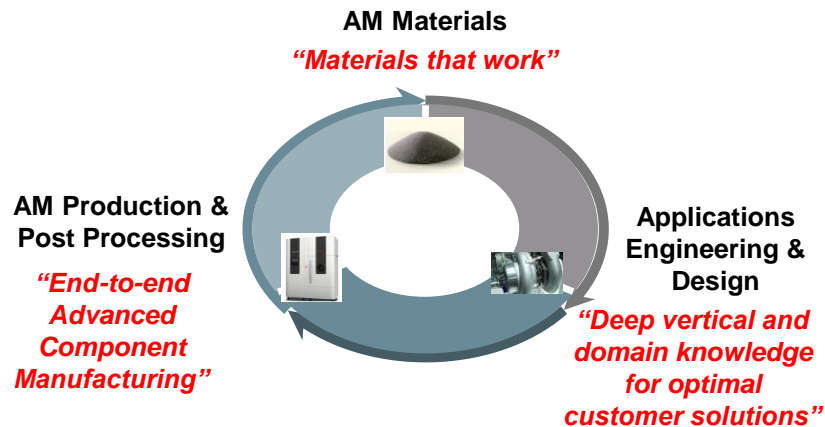 AM Materials
“Materials that work”
AM Production &
Post Processing
“End-to-end
Advanced
Component
Manufacturing”
Applications
Engineering &
Design
“Deep vertical and
domain knowledge
for optimal
customer solutions”